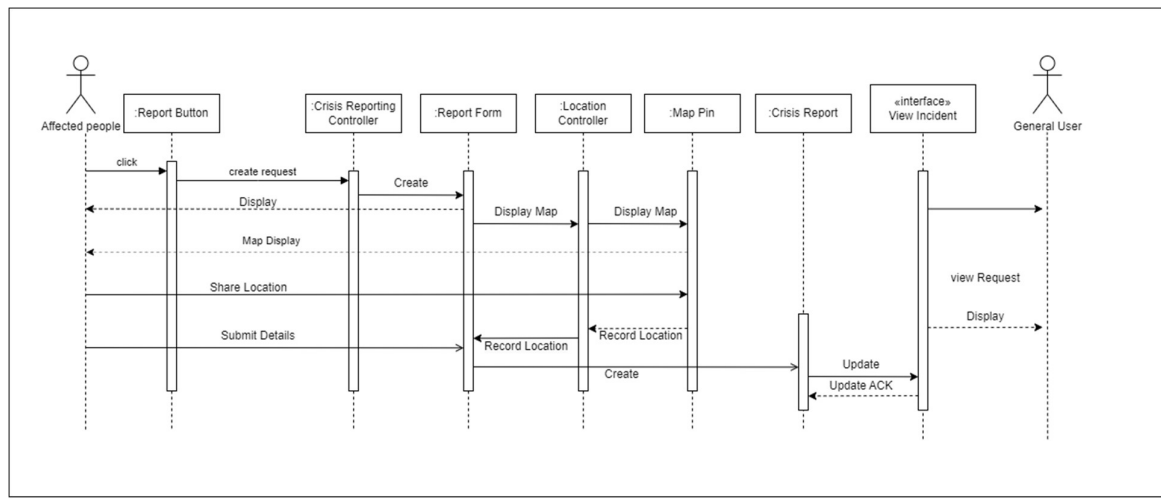 Affected people
:Report Button
:Crisis Reporting
Controller
:Report Form
:Location
Controller
:Map Pin
:Crisis Report
«interface»
View Incident
General User
click
create request
Create
Display
Display Map
Display Map
Map Display
view Request
Share Location
Display
Submit Details
Record Location
Record Location
Create
Update
Update ACK